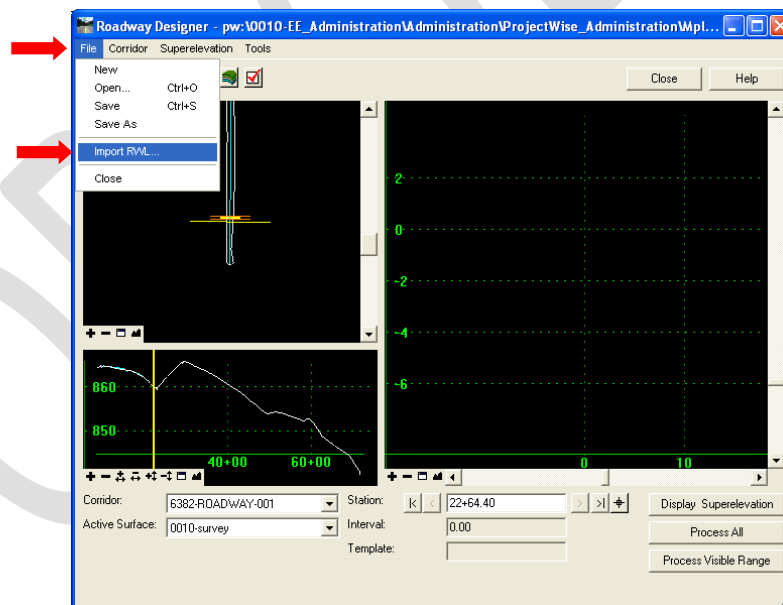 Roadway Designer - pw:\0010-EE_Administration\Administration\ProjectWise_Administration\Appl...
File Corridor Superelevation Tools
New
Open... Ctrl+O
Save Ctrl+S
Save As
Import RWL...
Close
Close Help
2
0
-2
-4
-6
0 10
860
850
40+00 60+00
Corridor: 6382-ROADWAY-001
Station: 22+64.40
Display Superelevation
Active Surface: 0010-survey
Interval: 0.00
Process All
Template:
Process Visible Range